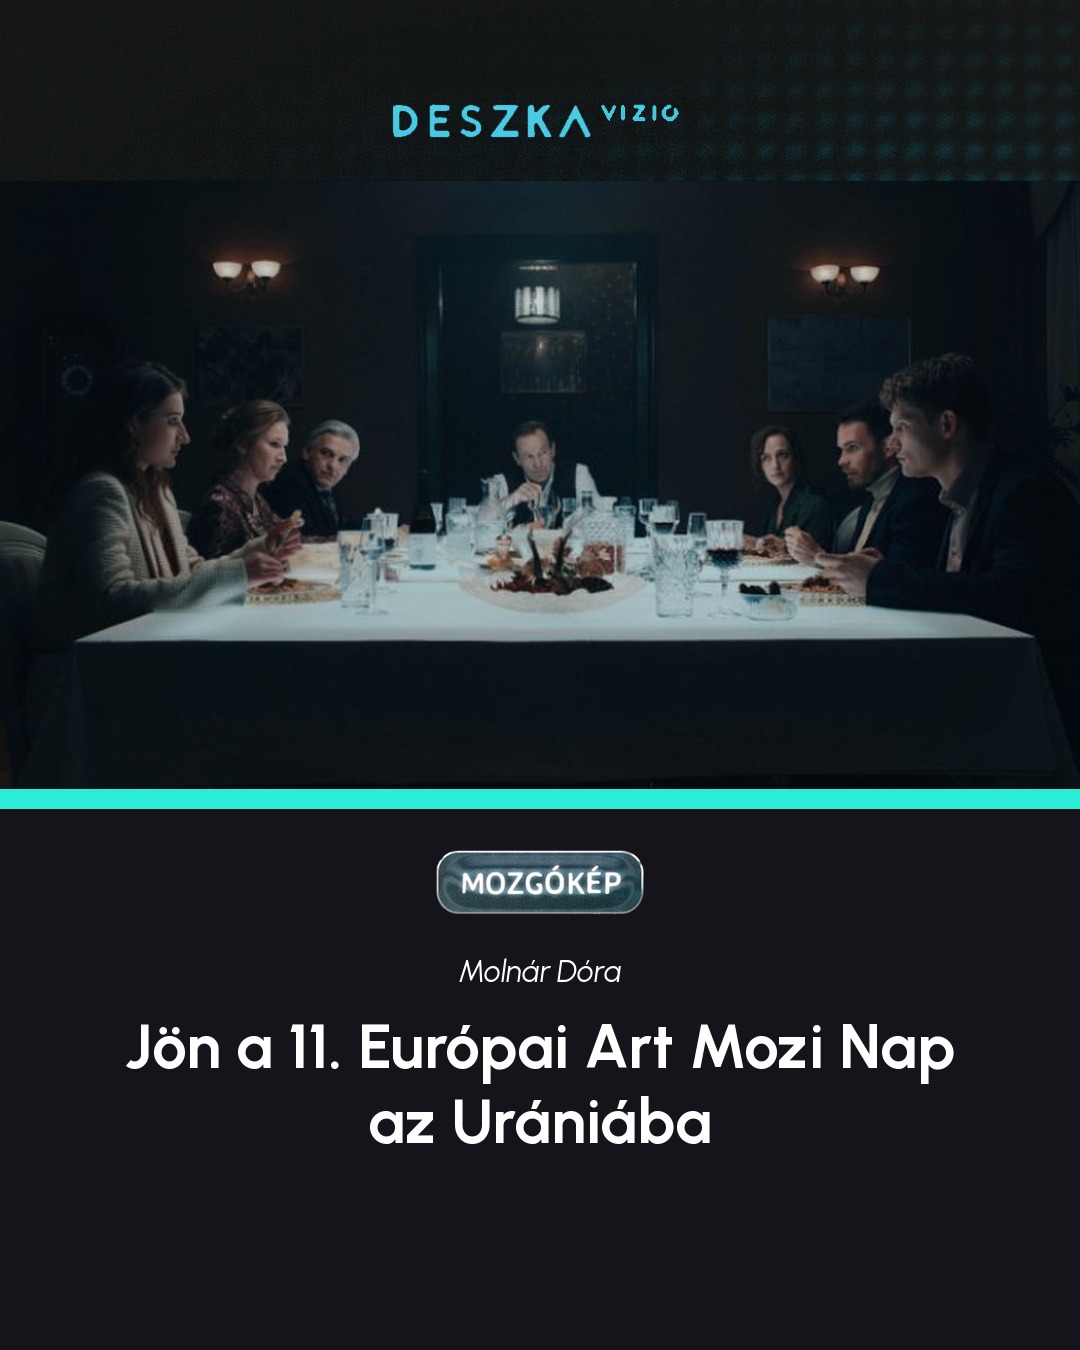 DESZKA VIZIO
MOZGÓKÉP
Molnár Dóra
Jön a 11. Európai Art Mozi Nap
az Urániába